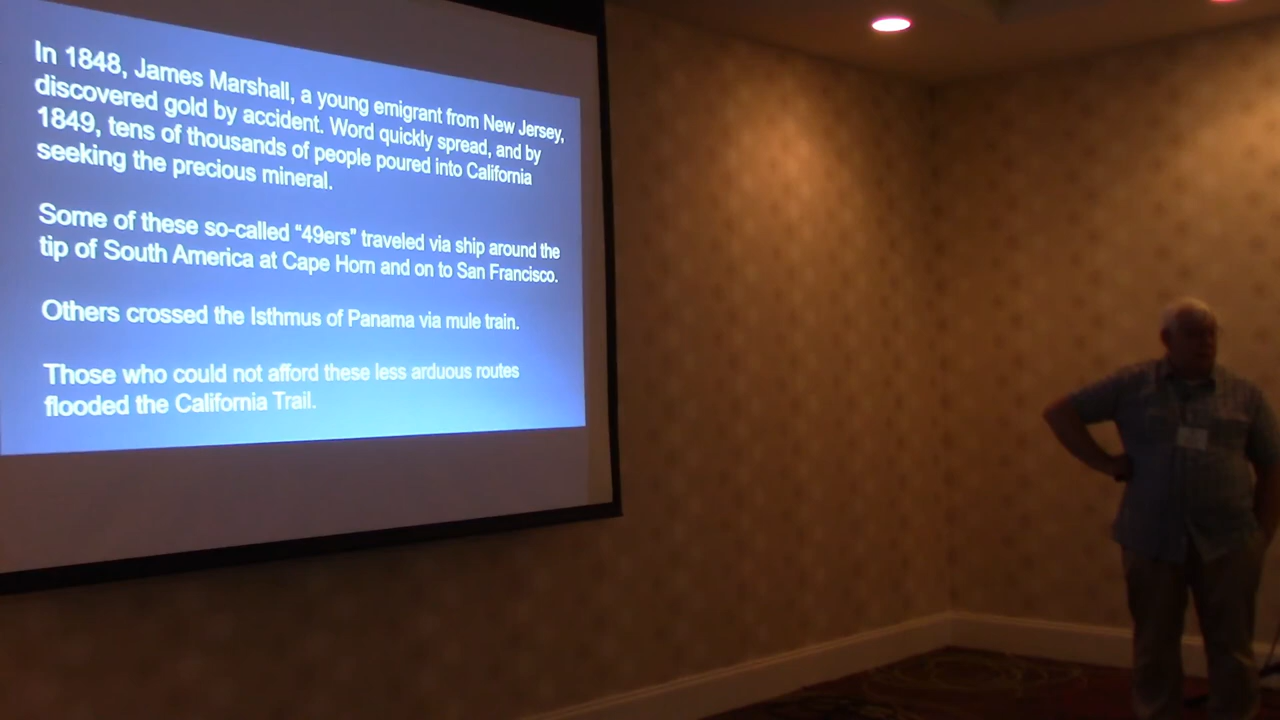 In 1848, James Marshall, a young emigrant from New Jersey,
discovered gold by accident. Word quickly spread, and by
1849, tens of thousands of people poured into California
seeking the precious mineral.
Some of these so-called “49ers” traveled via ship around the
tip of South America at Cape Horn and on to San Francisco.
Others crossed the Isthmus of Panama via mule train.
Those who could not afford these less arduous routes
flooded the California Trail.